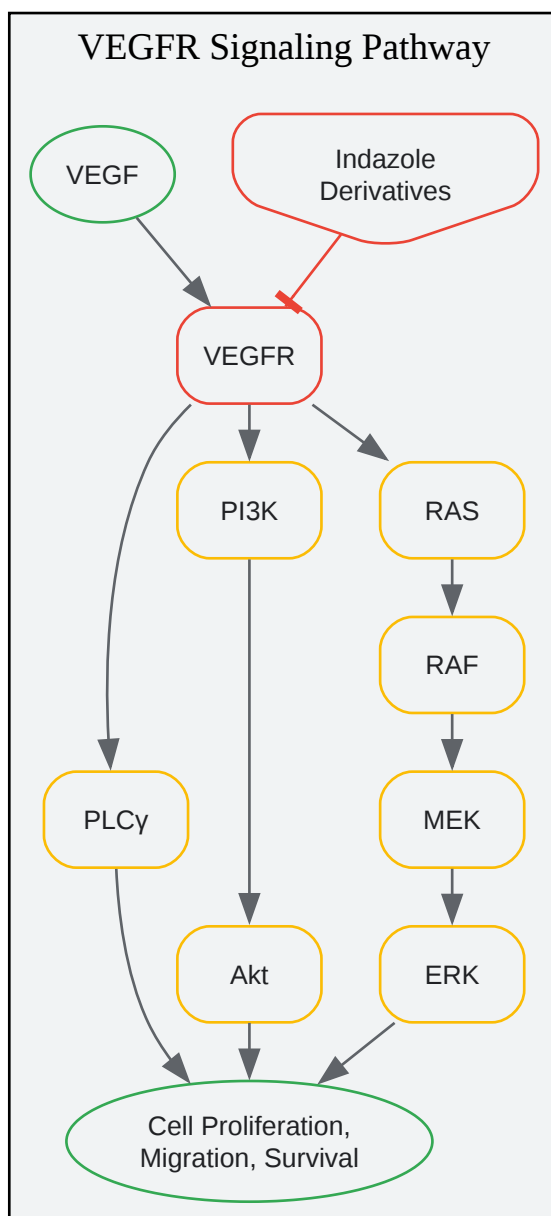 VEGFR Signaling Pathway
VEGF
Indazole
Derivatives
VEGFR
PI3K
RAS
RAF
PLCγ
MEK
Akt
ERK
Cell Proliferation,
Migration, Survival